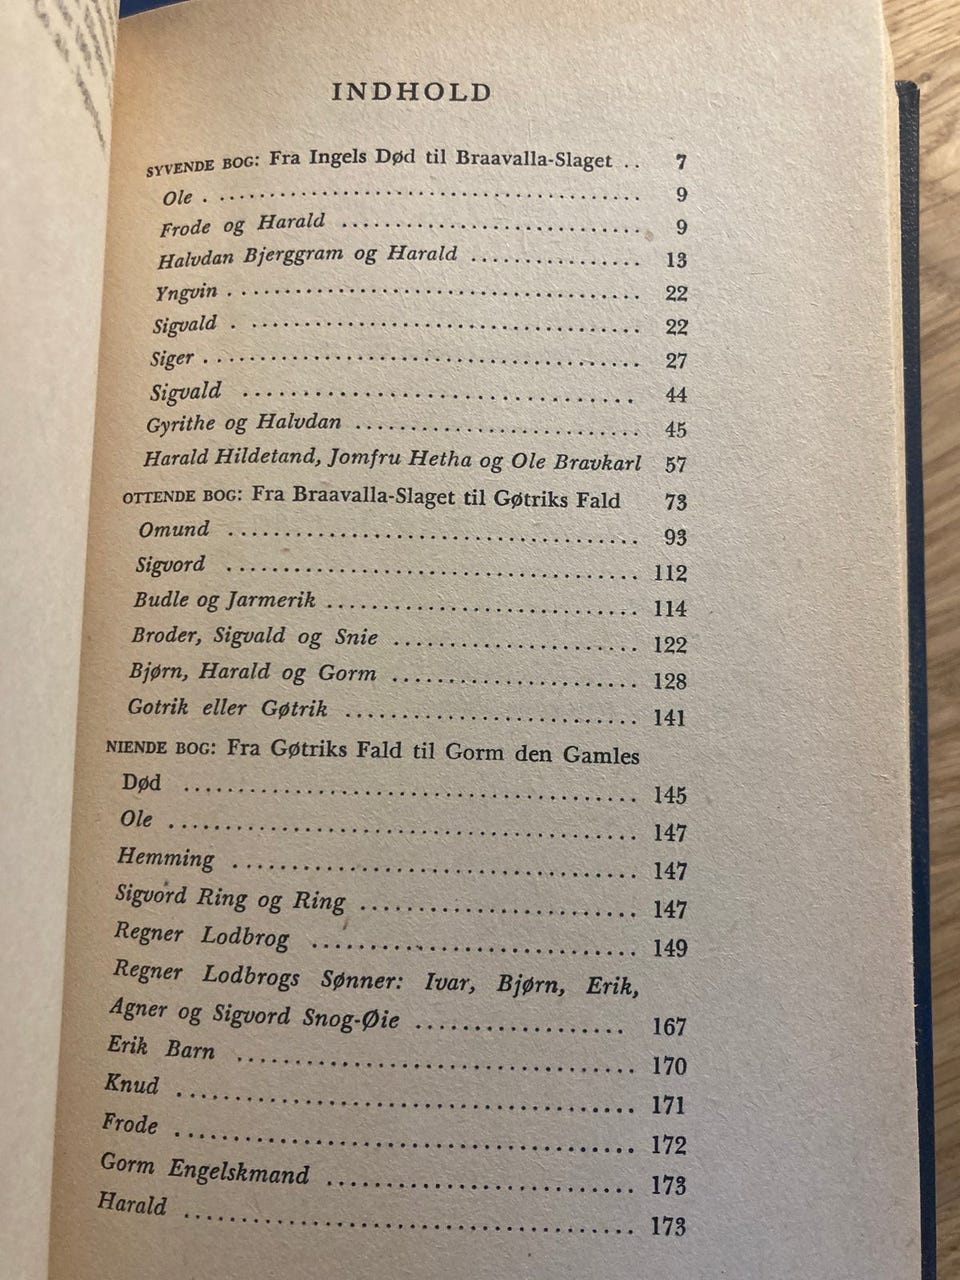 INDHOLD
SYVENDE BOG: Fra Ingels Død til Braavalla-Slaget .. 7
Ole . ........................................ 9
Frode og Harald ........................... 9
Halvdan Bjerggram og Harald ............... 13
Yngvin . ..................................... 22
Sigvald . ................................... 22
Siger . ...................................... 27
Sigvald ................................... 44
Gyrithe og Halvdan ......................... 45
Harald Hildetand, Jomfru Hetha og Ole Bravkarl 57
OTTENDE BOG: Fra Braavalla-Slaget til Gøtriks Fald 73
Omund ..................................... 93
Sigvord ..................................... 112
Budle og Jarmerik ............................ 114
Broder, Sigvald og Snie ...................... 122
Bjørn, Harald og Gorm ...................... 128
Gotrik eller Gøtrik .......................... 141
NIENDE BOG: Fra Gøtriks Fald til Gorm den Gamles
Død ........................................ 145
Ole ......................................... 147
Hemming .................................... 147
Sigvord Ring og Ring ........................ 147
Regner Lodbrog ............................. 149
Regner Lodbrogs Sønner: Ivar, Bjørn, Erik,
Agner og Sigvord Snog-Øie ................... 167
Erik Barn ................................... 170
Knud ........................................ 171
Frode ........................................ 172
Gorm Engelskmand ........................... 173
Harald ....................................... 173